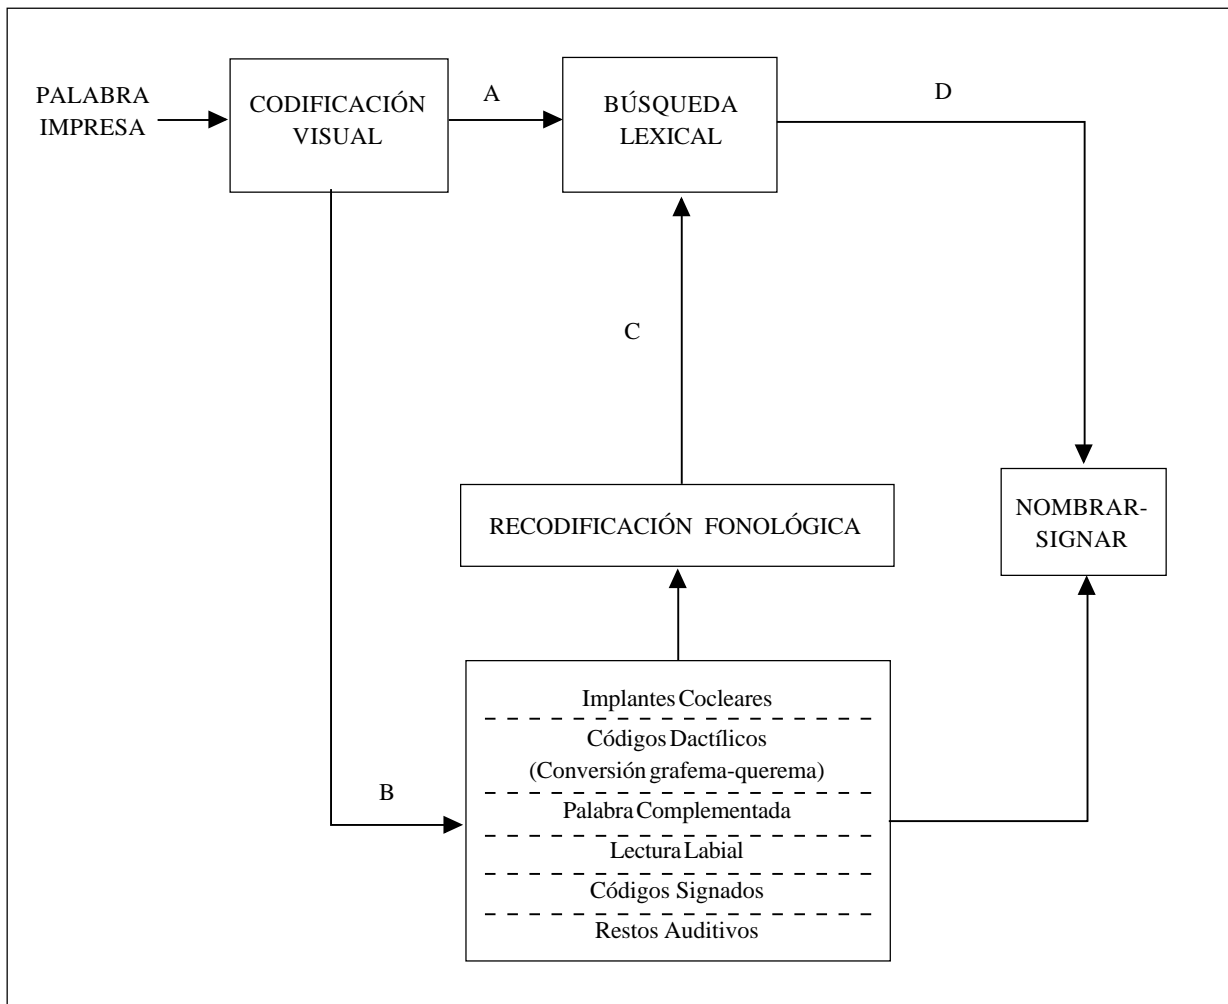 PALABRA
IMPRESA
CODIFICACIÓN
VISUAL
A
BÚSQUEDA
LEXICAL
D
C
RECODIFICACIÓN FONOLÓGICA
NOMBRAR-
SIGNAR
B
Implantes Cocleares
Códigos Dactílicos
(Conversión grafema-querema)
Palabra Complementada
Lectura Labial
Códigos Signados
Restos Auditivos